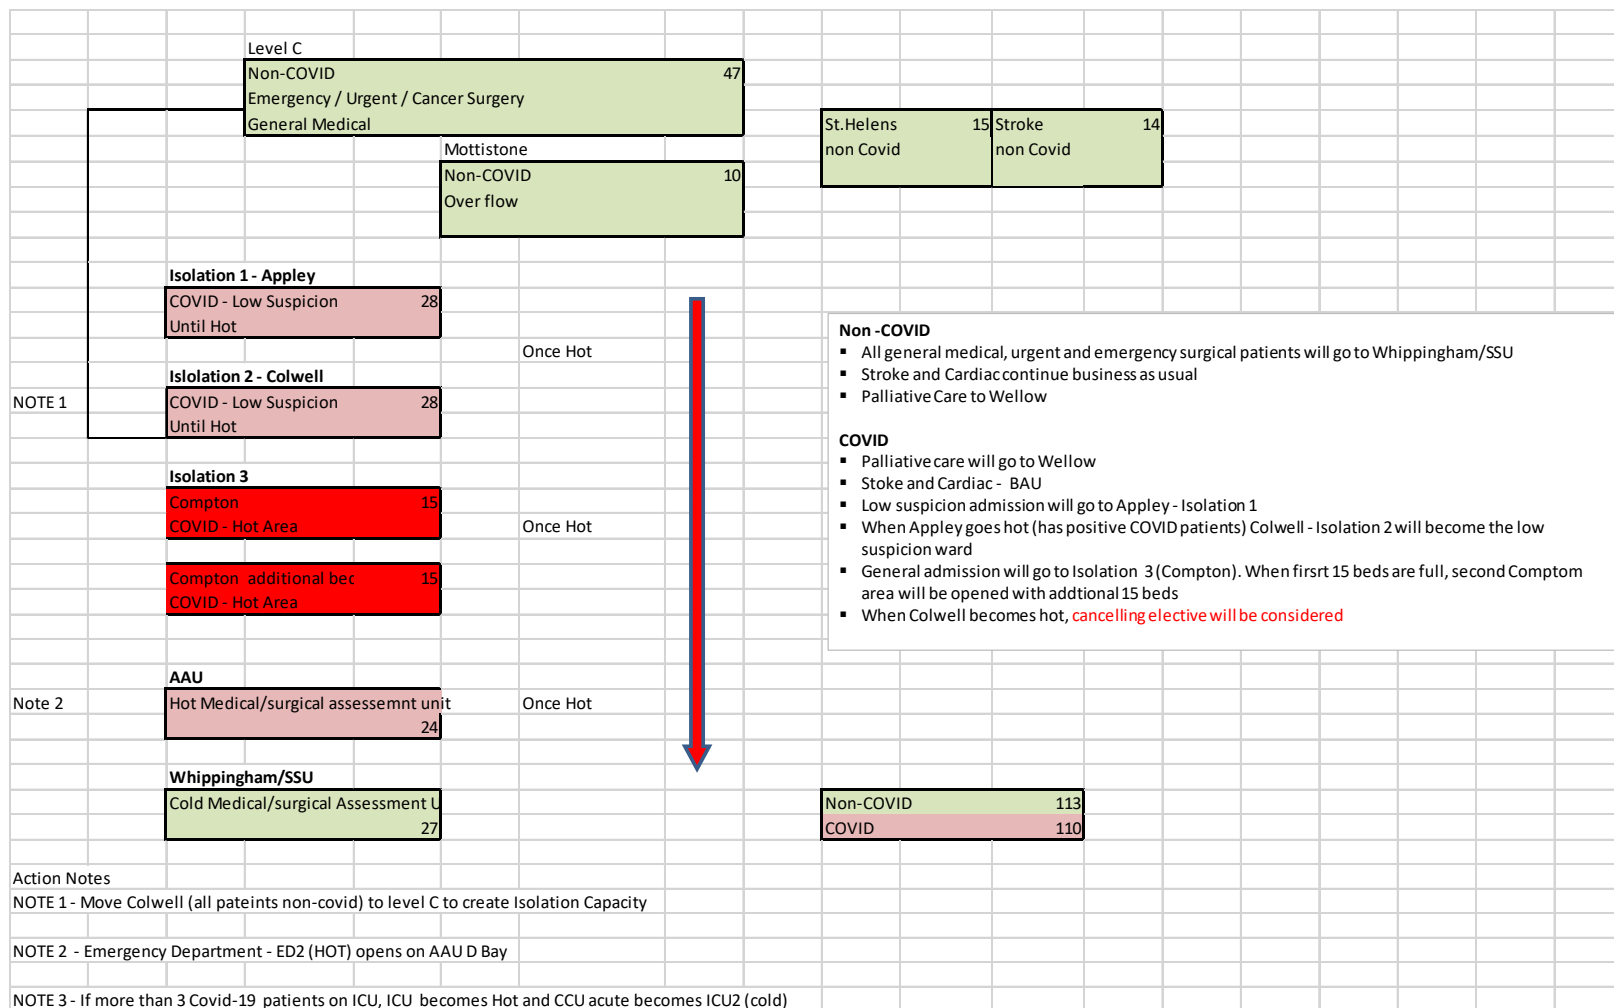 Level C
Non-COVID 47
Emergency / Urgent / Cancer Surgery
General Medical
St.Helens 15 Stroke 14
non Covid non Covid
Mottistone
Non-COVID 10
Over flow
Isolation 1 - Appley
COVID - Low Suspicion 28
Until Hot
Once Hot
Islolation 2 - Colwell
NOTE 1 COVID - Low Suspicion 28
Until Hot
Isolation 3
Compton 15
COVID - Hot Area Once Hot
Compton additional bec 15
COVID - Hot Area
AAU
Note 2 Hot Medical/surgical assessemnt unit Once Hot
24
Whippingham/SSU
Cold Medical/surgical Assessment U
27
Non -COVID
▪ All general medical, urgent and emergency surgical patients will go to Whippingham/SSU
▪ Stroke and Cardiac continue business as usual
▪ Palliative Care to Wellow
COVID
▪ Palliative care will go to Wellow
▪ Stoke and Cardiac - BAU
▪ Low suspicion admission will go to Appley - Isolation 1
▪ When Appley goes hot (has positive COVID patients) Colwell - Isolation 2 will become the low
suspicion ward
▪ General admission will go to Isolation 3 (Compton). When firsrt 15 beds are full, second Comptom
area will be opened with addtional 15 beds
▪ When Colwell becomes hot, cancelling elective will be considered
Non-COVID 113
COVID 110
Action Notes
NOTE 1 - Move Colwell (all pateints non-covid) to level C to create Isolation Capacity
NOTE 2 - Emergency Department - ED2 (HOT) opens on AAU D Bay
NOTE 3 - If more than 3 Covid-19 patients on ICU, ICU becomes Hot and CCU acute becomes ICU2 (cold)